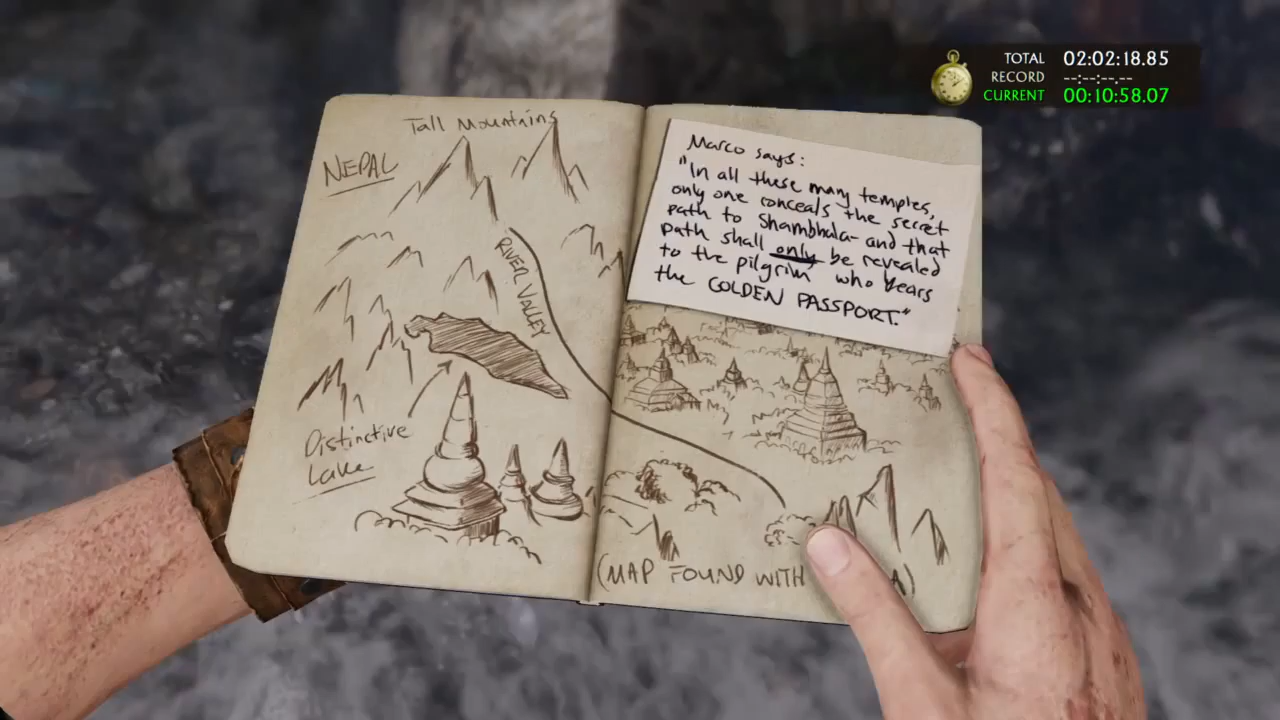 TOTAL 02:02:18.85
RECORD --:--:--.--
CURRENT 00:10:58.07
Tall Mountains
NEPAL
RIVER VALLEY
Distinctive
Lake
Marco says:
"In all these many temples,
only one conceals the secret
path to Shambhala- and that
path shall only be revealed
to the pilgrim who bears
the GOLDEN PASSPORT."
(MAP FOUND WITH A)